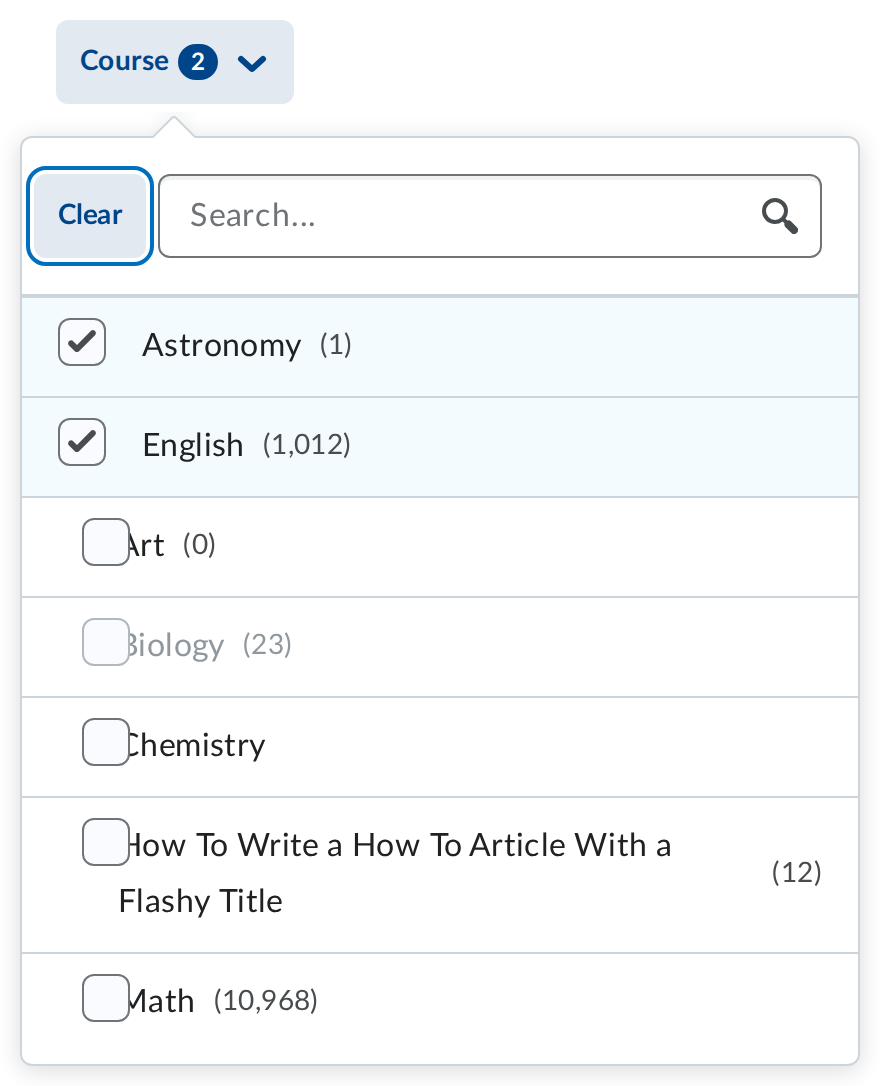 Course 2
Clear Search...
Astronomy (1)
English (1,012)
Art (0)
Biology (23)
Chemistry
How To Write a How To Article With a
Flashy Title
(12)
Math (10,968)